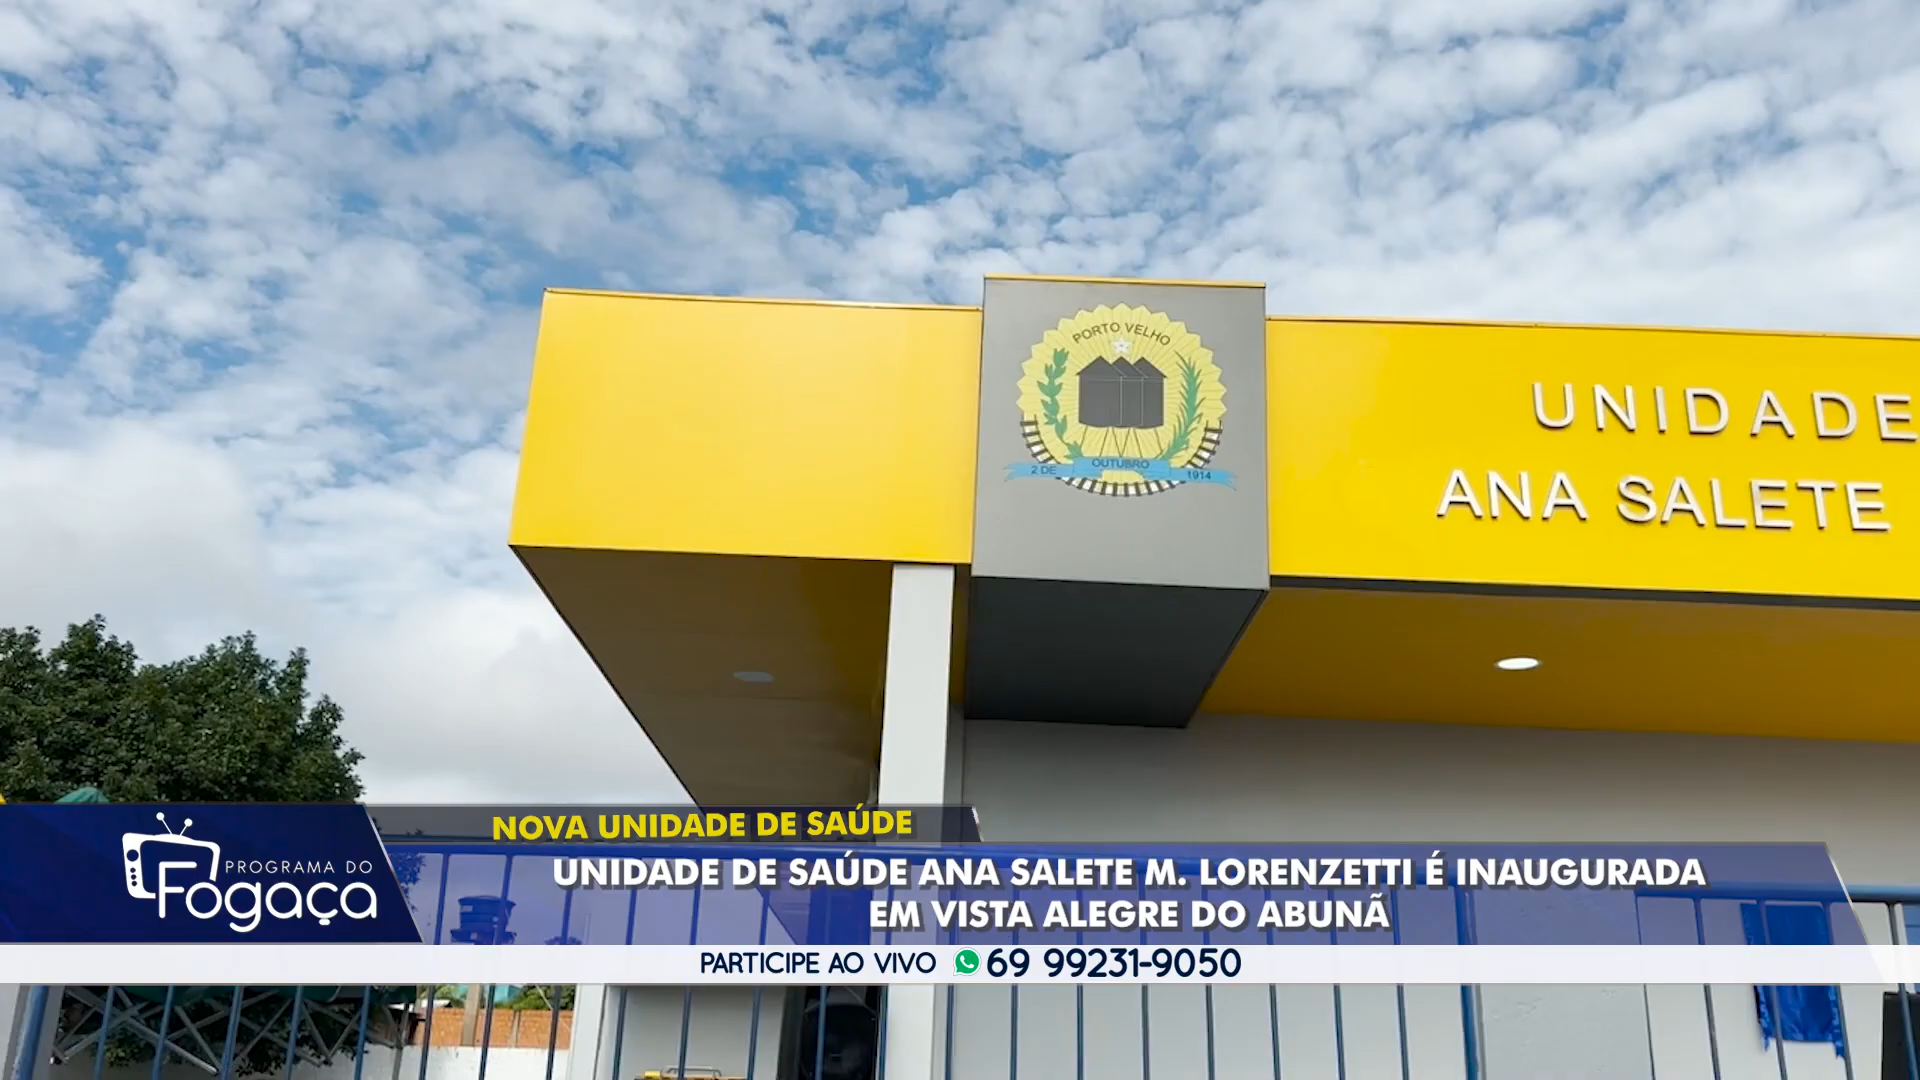 PORTO VELHO
2 DE OUTUBRO 1914
UNIDADE
ANA SALETE
NOVA UNIDADE DE SAÚDE
PROGRAMA DO
Fogaça
UNIDADE DE SAÚDE ANA SALETE M. LORENZETTI É INAUGURADA
EM VISTA ALEGRE DO ABUNÃ
PARTICIPE AO VIVO 69 99231-9050